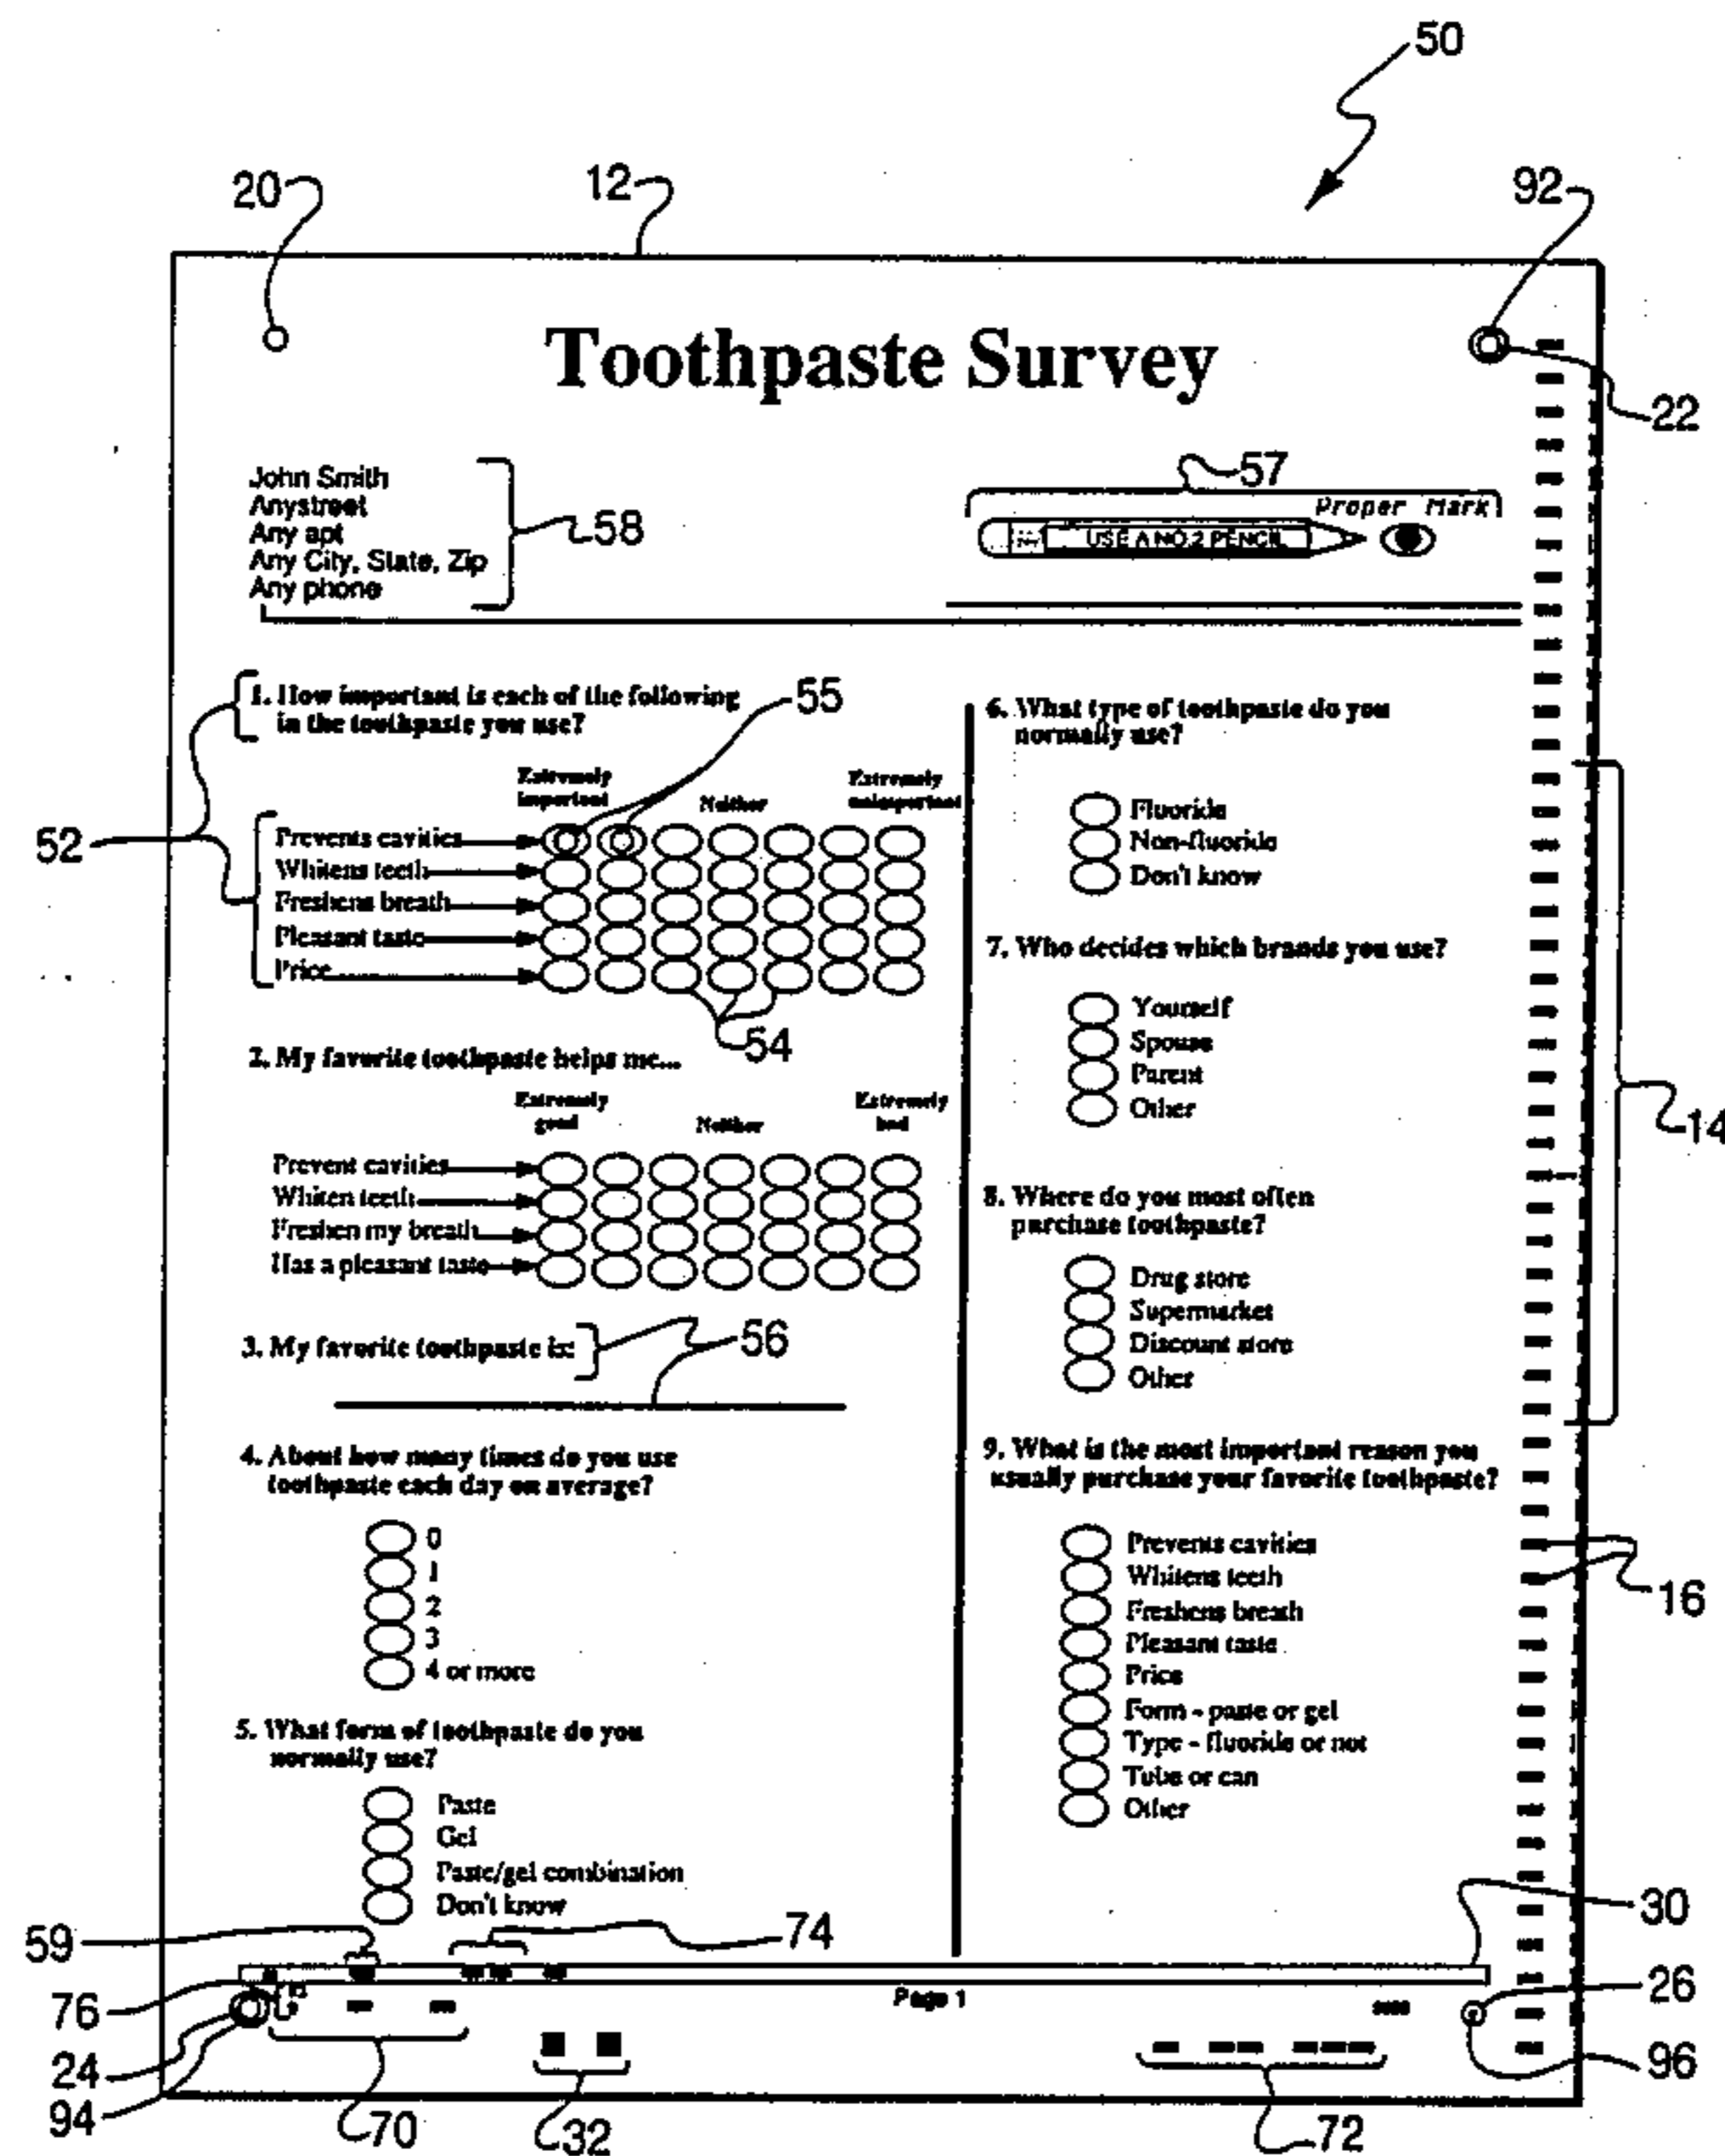 50
20
12
92
Toothpaste Survey
22
John Smith
Anystreet
Any apt
Any City, State, Zip
Any phone
58
57
Proper Mark
USE A NO.2 PENCIL
1. How important is each of the following
in the toothpaste you use?
55
52
Extremely
important
Neither
Extremely
unimportant
Prevents cavities
Whitens teeth
Freshens breath
Pleasant taste
Price
54
2. My favorite toothpaste helps me...
Extremely
good
Neither
Extremely
bad
Prevent cavities
Whiten teeth
Freshen my breath
Has a pleasant taste
3. My favorite toothpaste is:
56
4. About how many times do you use
toothpaste each day on average?
0
1
2
3
4 or more
5. What form of toothpaste do you
normally use?
Paste
Gel
Paste/gel combination
Don't know
6. What type of toothpaste do you
normally use?
Fluoride
Non-fluoride
Don't know
7. Who decides which brands you use?
Yourself
Spouse
Parent
Other
14
8. Where do you most often
purchase toothpaste?
Drug store
Supermarket
Discount store
Other
9. What is the most important reason you
usually purchase your favorite toothpaste?
Prevents cavities
Whitens teeth
Freshens breath
Pleasant taste
Price
Form - paste or gel
Type - fluoride or not
Tube or can
Other
16
59
74
30
76
Page 1
26
24
94
70
32
72
96